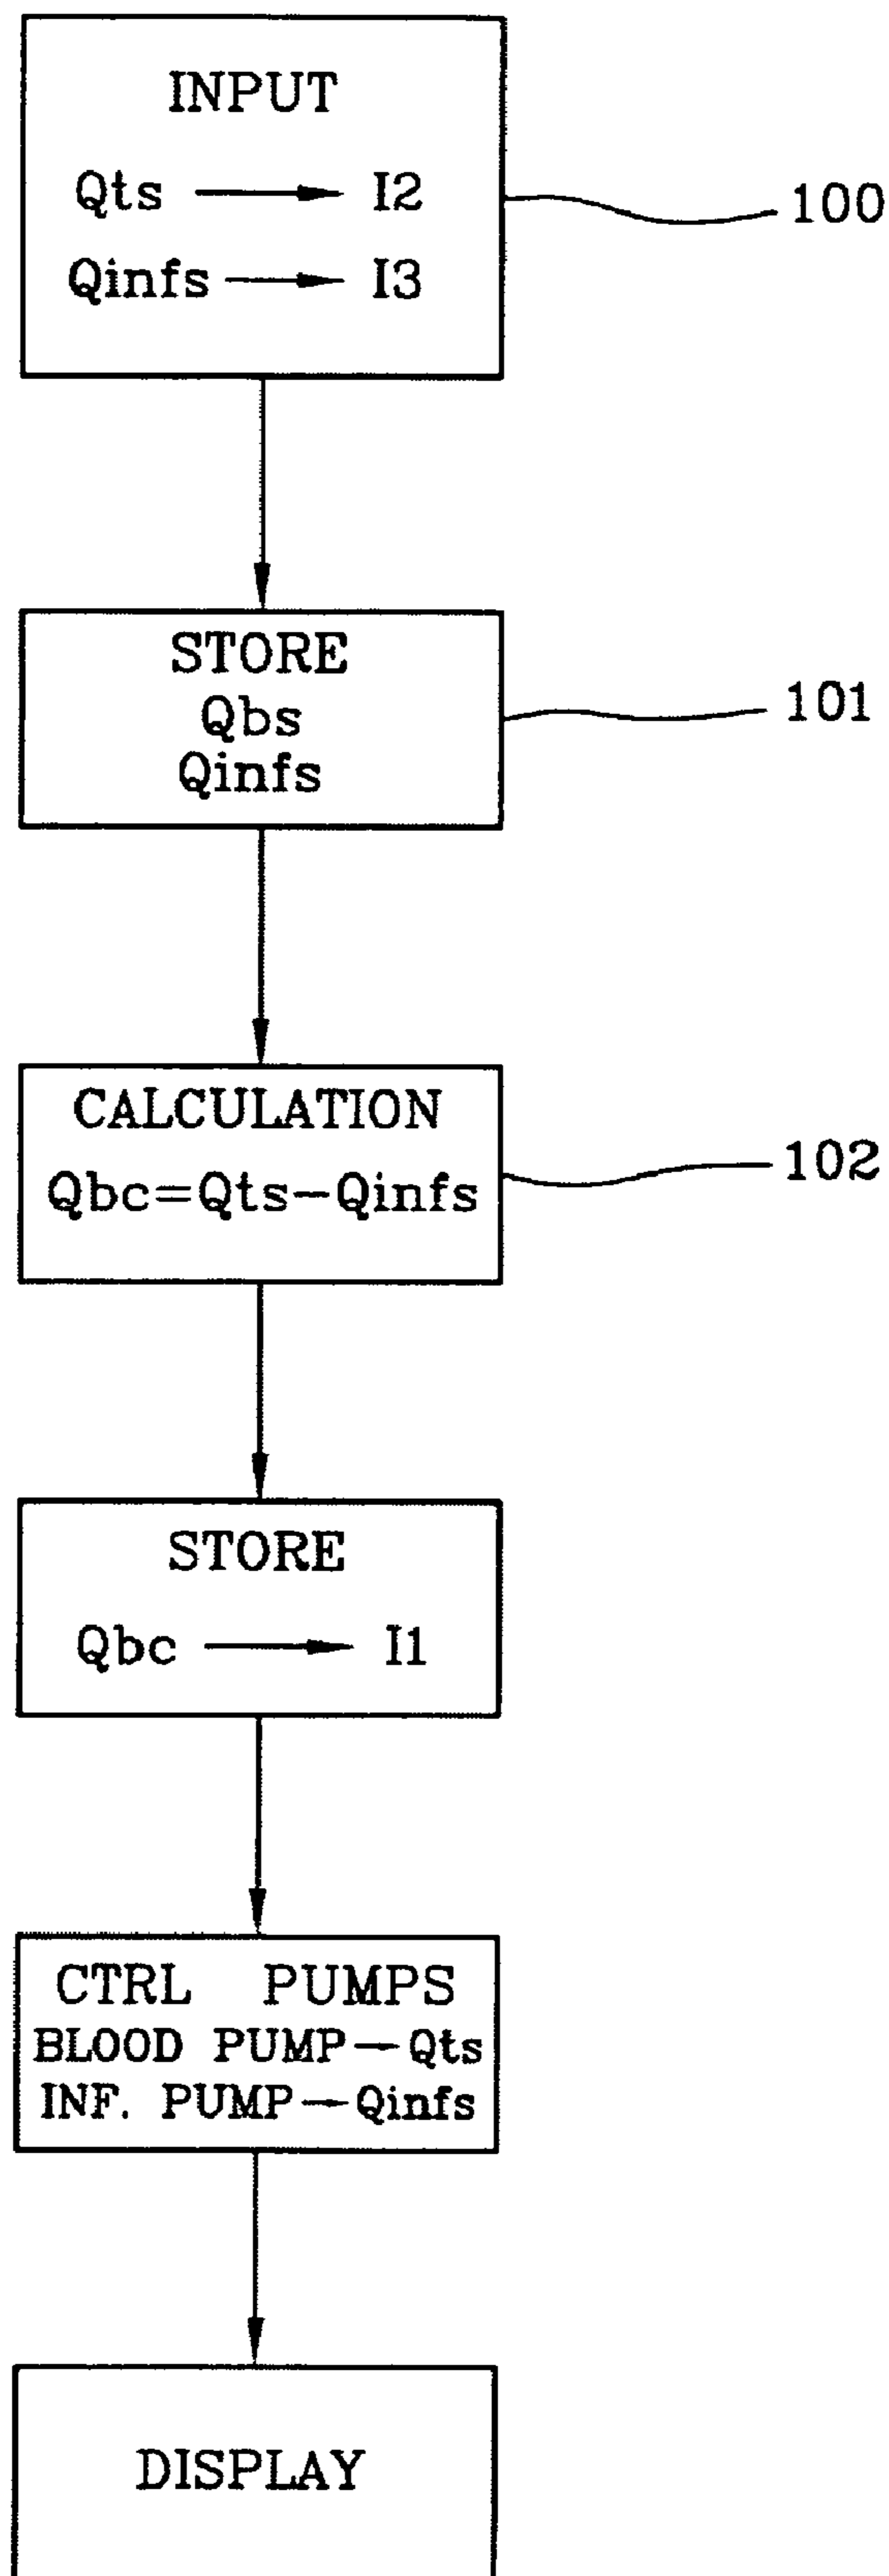 INPUT
Qts → I2
Qinfs → I3
100
STORE
Qbs
Qinfs
101
CALCULATION
Qbc=Qts-Qinfs
102
STORE
Qbc → I1
CTRL PUMPS
BLOOD PUMP → Qts
INF. PUMP → Qinfs
DISPLAY